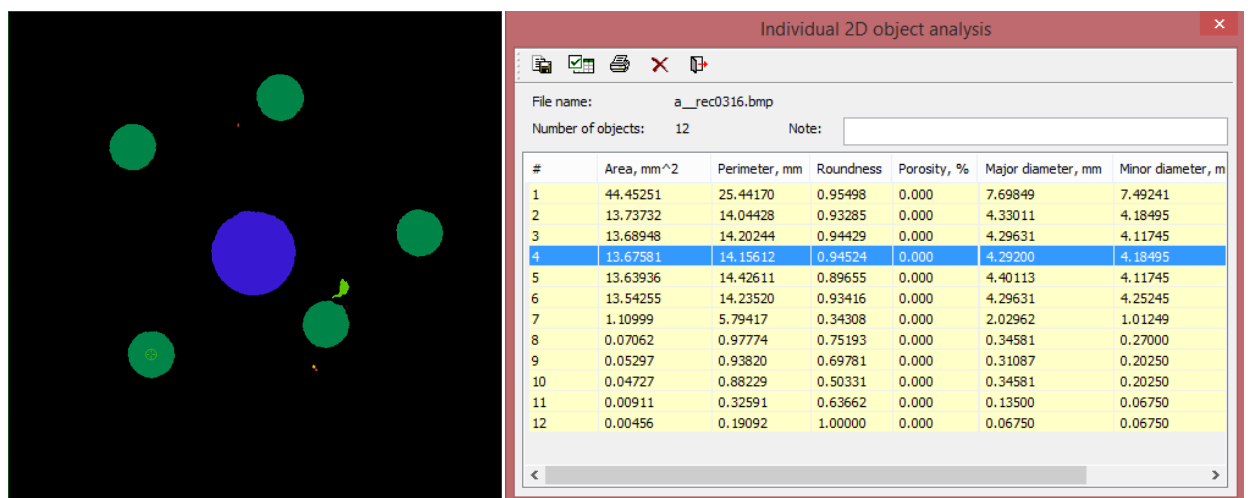 Individual 2D object analysis
File name: a__rec0316.bmp
Number of objects: 12 Note:
# Area, mm^2 Perimeter, mm Roundness Porosity, % Major diameter, mm Minor diameter, m
1 44.45251 25.44170 0.95498 0.000 7.69849 7.49241
2 13.73732 14.04428 0.93285 0.000 4.33011 4.18495
3 13.68948 14.20244 0.94429 0.000 4.29631 4.11745
4 13.67581 14.15612 0.94524 0.000 4.29200 4.18495
5 13.63936 14.42611 0.89655 0.000 4.40113 4.11745
6 13.54255 14.23520 0.93416 0.000 4.29631 4.25245
7 1.10999 5.79417 0.34308 0.000 2.02962 1.01249
8 0.07062 0.97774 0.75193 0.000 0.34581 0.27000
9 0.05297 0.93820 0.69781 0.000 0.31087 0.20250
10 0.04727 0.88229 0.50331 0.000 0.34581 0.20250
11 0.00911 0.32591 0.63662 0.000 0.13500 0.06750
12 0.00456 0.19092 1.00000 0.000 0.06750 0.06750